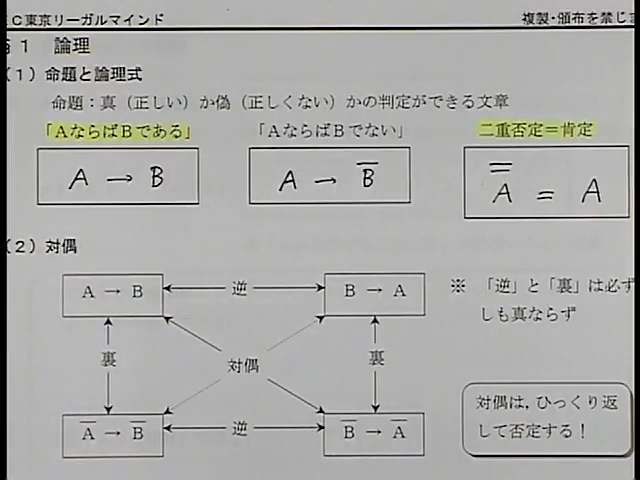 ＥＣ東京リーガルマインド 複製・頒布を禁じま
１ 論理
（１）命題と論理式
命題：真（正しい）か偽（正しくない）かの判定ができる文章
「ＡならばＢである」 「ＡならばＢでない」 二重否定＝肯定
A → B A → B̅ A̿ = A
（２）対偶
A → B 逆 B → A ※ 「逆」と「裏」は必ず
しも真ならず
裏 対偶 裏
A̅ → B̅ 逆 B̅ → A̅
対偶は，ひっくり返
して否定する！